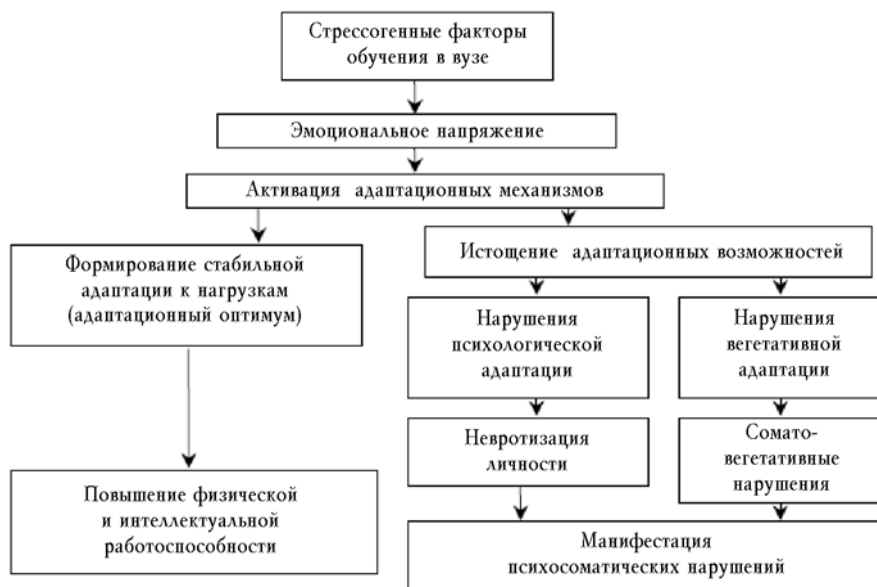 Стрессогенные факторы
обучения в вузе
Эмоциональное напряжение
Активация адаптационных механизмов
Формирование стабильной
адаптации к нагрузкам
(адаптационный оптимум)
Истощение адаптационных возможностей
Нарушения
психологической
адаптации
Нарушения
вегетативной
адаптации
Невротизация
личности
Сомато-
вегетативные
нарушения
Повышение физической
и интеллектуальной
работоспособности
Манифестация
психосоматических нарушений